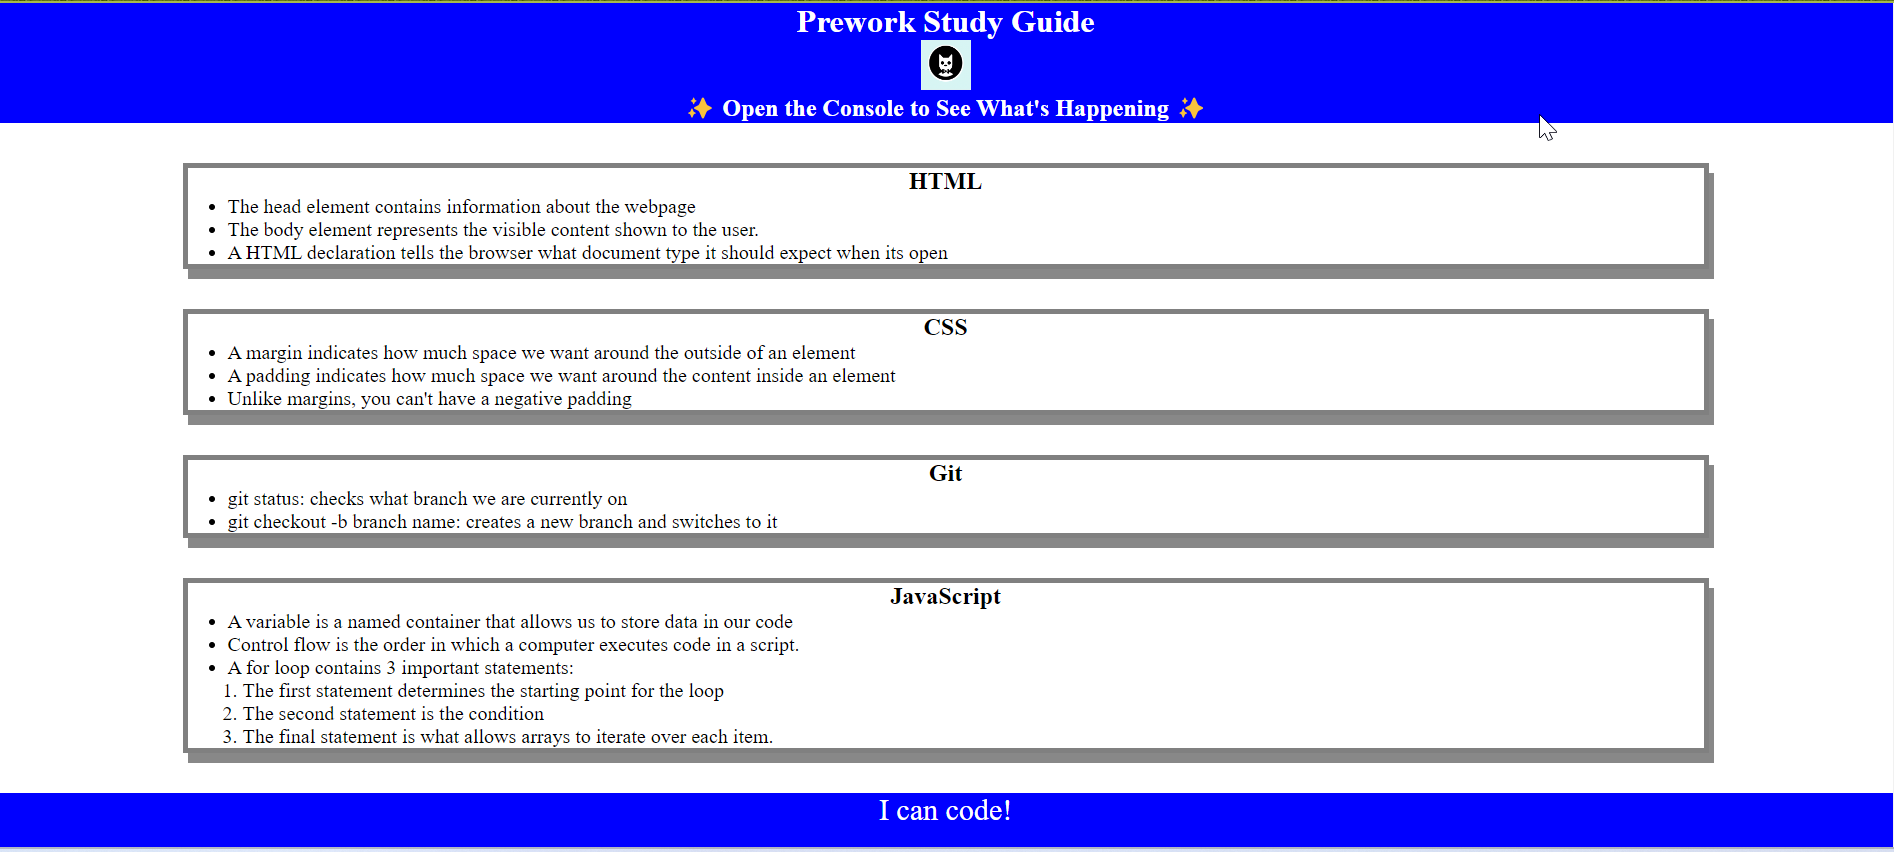 Prework Study Guide
✨ Open the Console to See What's Happening ✨
HTML
• The head element contains information about the webpage
• The body element represents the visible content shown to the user.
• A HTML declaration tells the browser what document type it should expect when its open
CSS
• A margin indicates how much space we want around the outside of an element
• A padding indicates how much space we want around the content inside an element
• Unlike margins, you can't have a negative padding
Git
• git status: checks what branch we are currently on
• git checkout -b branch name: creates a new branch and switches to it
JavaScript
• A variable is a named container that allows us to store data in our code
• Control flow is the order in which a computer executes code in a script.
• A for loop contains 3 important statements:
1. The first statement determines the starting point for the loop
2. The second statement is the condition
3. The final statement is what allows arrays to iterate over each item.
I can code!